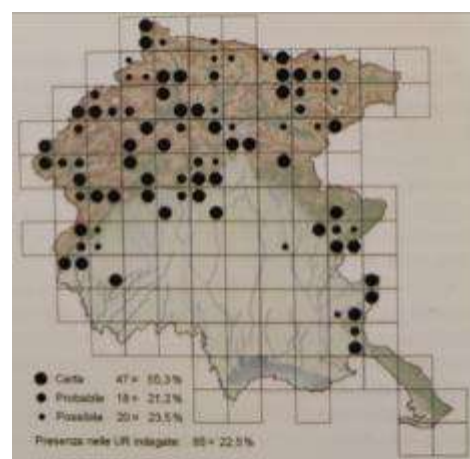 Certa 47 = 55,3%
Probabile 18 = 21,2%
Possibile 20 = 23,5%
Presenza nelle UR indagate: 85 = 22.5%